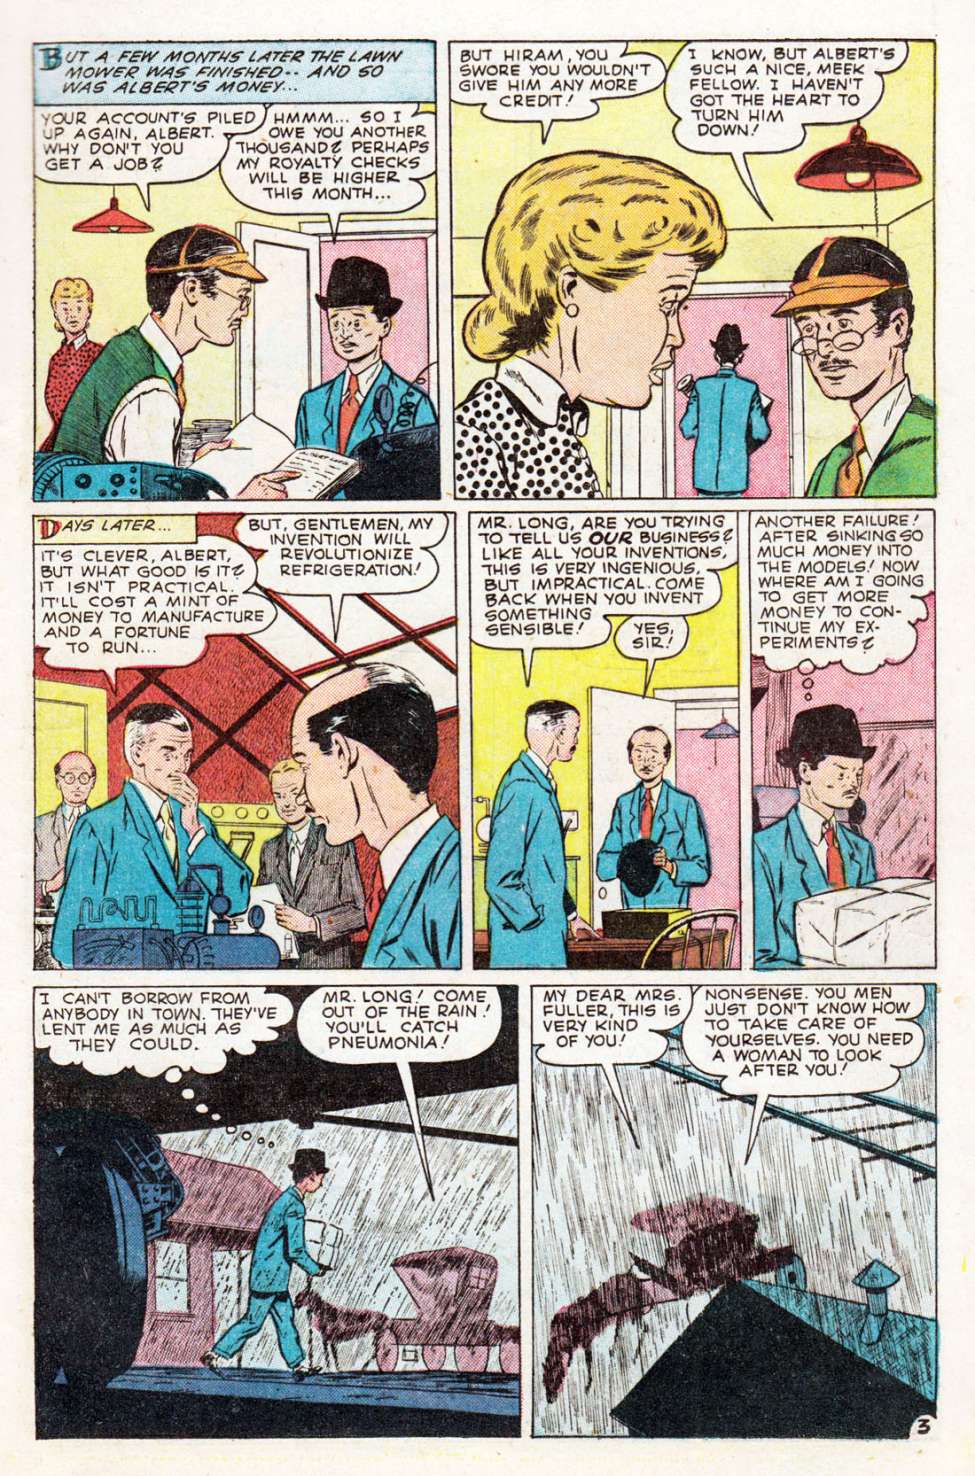 BUT A FEW MONTHS LATER THE LAWN
MOWER WAS FINISHED-- AND SO
WAS ALBERT'S MONEY...
YOUR ACCOUNT'S PILED
UP AGAIN, ALBERT.
WHY DON'T YOU
GET A JOB?
HMMM... SO I
OWE YOU ANOTHER
THOUSAND? PERHAPS
MY ROYALTY CHECKS
WILL BE HIGHER
THIS MONTH...
BUT HIRAM, YOU
SWORE YOU WOULDN'T
GIVE HIM ANY MORE
CREDIT!
I KNOW, BUT ALBERT'S
SUCH A NICE, MEEK
FELLOW. I HAVEN'T
GOT THE HEART TO
TURN HIM
DOWN!
DAYS LATER...
IT'S CLEVER, ALBERT,
BUT WHAT GOOD IS IT?
IT ISN'T PRACTICAL.
IT'LL COST A MINT OF
MONEY TO MANUFACTURE
AND A FORTUNE
TO RUN...
BUT, GENTLEMEN, MY
INVENTION WILL
REVOLUTIONIZE
REFRIGERATION!
MR. LONG, ARE YOU TRYING
TO TELL US OUR BUSINESS?
LIKE ALL YOUR INVENTIONS,
THIS IS VERY INGENIOUS,
BUT IMPRACTICAL. COME
BACK WHEN YOU INVENT
SOMETHING
SENSIBLE!
YES,
SIR!
ANOTHER FAILURE!
AFTER SINKING SO
MUCH MONEY INTO
THE MODELS! NOW
WHERE AM I GOING
TO GET MORE
MONEY TO CON-
TINUE MY EX-
PERIMENTS?
I CAN'T BORROW FROM
ANYBODY IN TOWN. THEY'VE
LENT ME AS MUCH AS
THEY COULD.
MR. LONG! COME
OUT OF THE RAIN!
YOU'LL CATCH
PNEUMONIA!
MY DEAR MRS.
FULLER, THIS IS
VERY KIND
OF YOU!
NONSENSE. YOU MEN
JUST DON'T KNOW HOW
TO TAKE CARE OF
YOURSELVES. YOU NEED
A WOMAN TO LOOK
AFTER YOU!
3